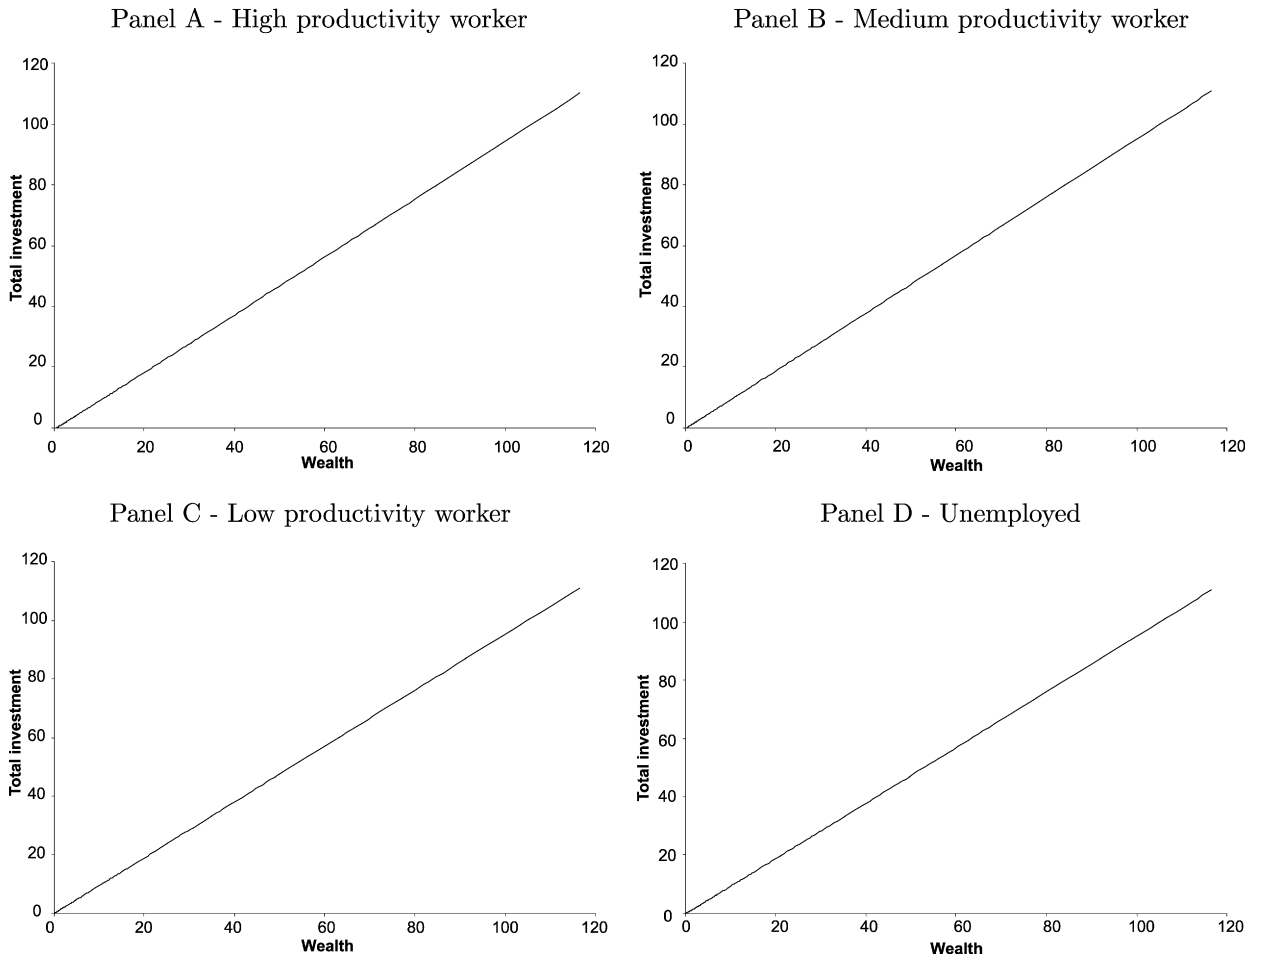 Panel A - High productivity worker
120
100
80
60
40
20
0
Total investment
0 20 40 60 80 100 120
Wealth
Panel B - Medium productivity worker
120
100
80
60
40
20
0
Total investment
0 20 40 60 80 100 120
Wealth
Panel C - Low productivity worker
120
100
80
60
40
20
0
Total investment
0 20 40 60 80 100 120
Wealth
Panel D - Unemployed
120
100
80
60
40
20
0
Total investment
0 20 40 60 80 100 120
Wealth